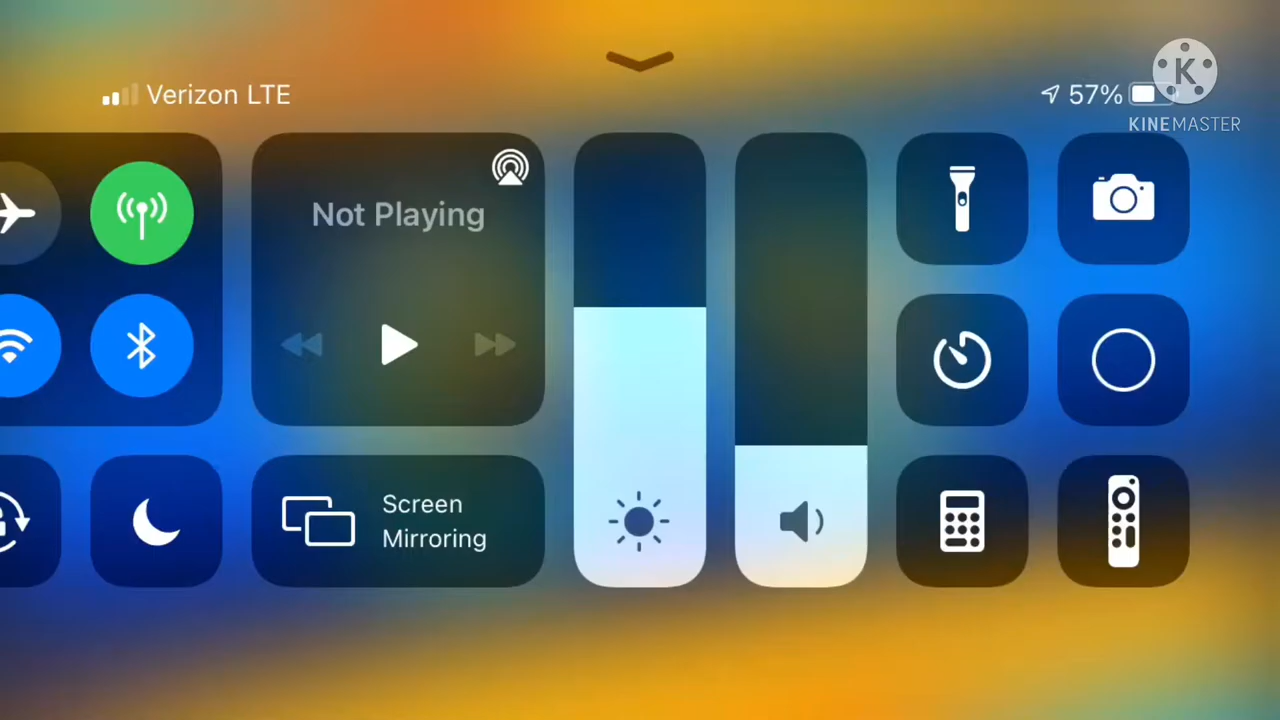 Verizon LTE
57%
K
KINEMASTER
Not Playing
Screen
Mirroring